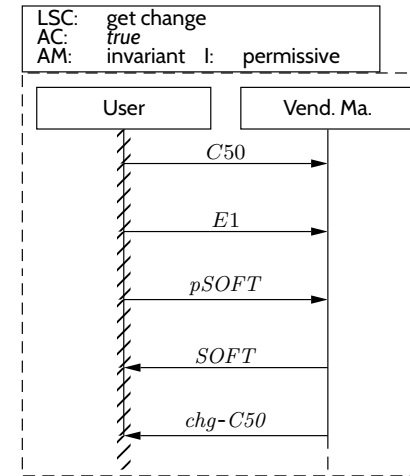 LSC: get change
AC: true
AM: invariant I: permissive
User Vend. Ma.
C50
E1
pSOFT
SOFT
chg-C50